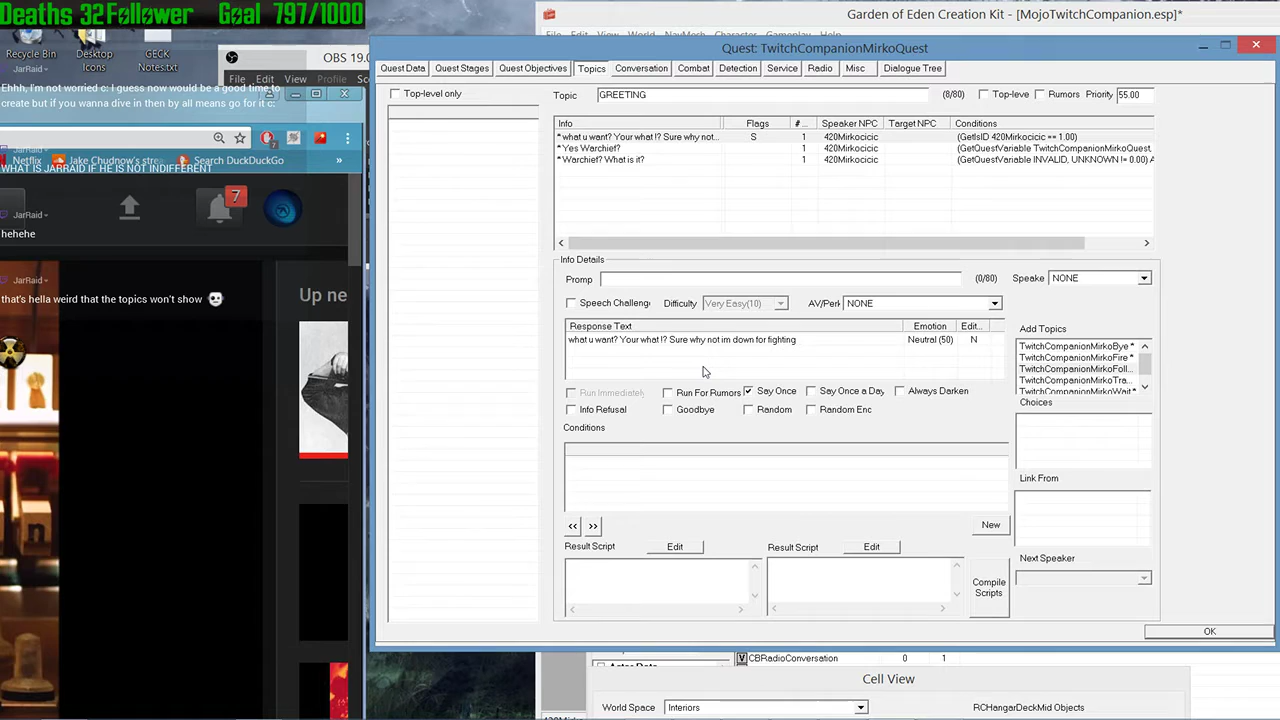 Deaths 32 Follower Goal 797/1000
Recycle Bin
Desktop Icons
GECK Notes.txt
OBS 19.0
File Edit View Profile
JarRaid
Ehhh, I'm not worried c: I guess now would be a good time to
create but if you wanna dive in then by all means go for it c:
Netflix
Jake Chudnow's stre
Search DuckDuckGo
»
WHAT IS JARRAID IF HE IS NOT INDIFFERENT
7
JarRaid
hehehe
JarRaid
that's hella weird that the topics won't show
Up ne
Garden of Eden Creation Kit - [MojoTwitchCompanion.esp]*
File Edit View World NavMesh Character Gameplay Help
Quest: TwitchCompanionMirkoQuest
Quest Data Quest Stages Quest Objectives Topics Conversation Combat Detection Service Radio Misc Dialogue Tree
Top-level only
Topic GREETING (8/80) Top-leve Rumors Priority 55.00
Info Flags # ... Speaker NPC Target NPC Conditions
* what u want? Your what !? Sure why not... S 1 420Mirkocicic (GetIsID 420Mirkocicic == 1.00)
* Yes Warchief? 1 420Mirkocicic (GetQuestVariable TwitchCompanionMirkoQuest,
* Warchief? What is it? 1 420Mirkocicic (GetQuestVariable INVALID, UNKNOWN != 0.00) A
Info Details
Promp (0/80) Speake NONE
Speech Challeng Difficulty Very Easy(10) AV/Perk NONE
Response Text Emotion Edit...
what u want? Your what !? Sure why not im down for fighting Neutral (50) N
Add Topics
TwitchCompanionMirkoBye *
TwitchCompanionMirkoFire *
TwitchCompanionMirkoFoll...
TwitchCompanionMirkoTra...
TwitchCompanionMirkoWait *
Run Immediately Run For Rumors Say Once Say Once a Day Always Darken
Info Refusal Goodbye Random Random End
Choices
Conditions
Link From
<< >> New
Result Script Edit Result Script Edit
Next Speaker
Compile Scripts
OK
CBRadioConversation 0 1
Cell View
World Space Interiors RCHangarDeckMid Objects